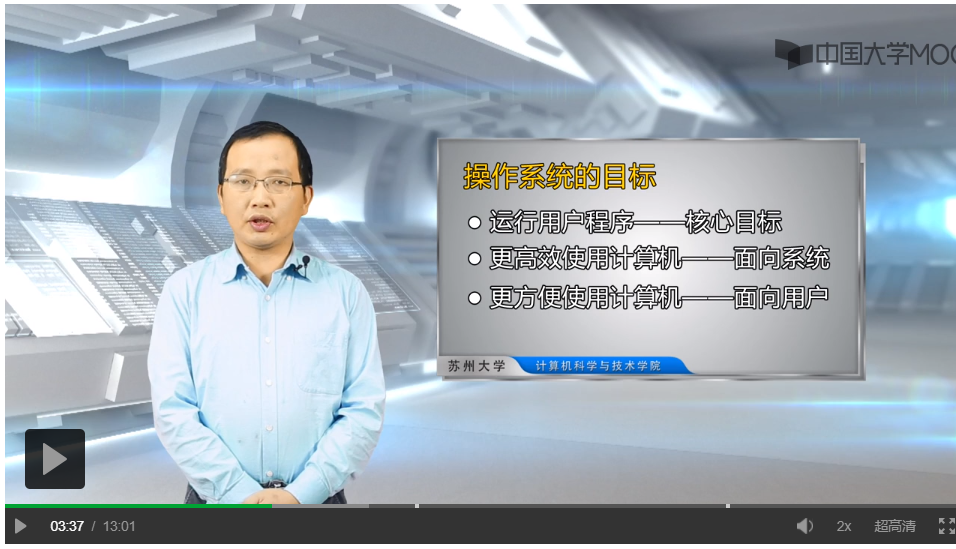 中国大学MOO
操作系统的目标
运行用户程序——核心目标
更高效使用计算机——面向系统
更方便使用计算机——面向用户
苏州大学
计算机科学与技术学院
03:37 / 13:01
2x
超高清